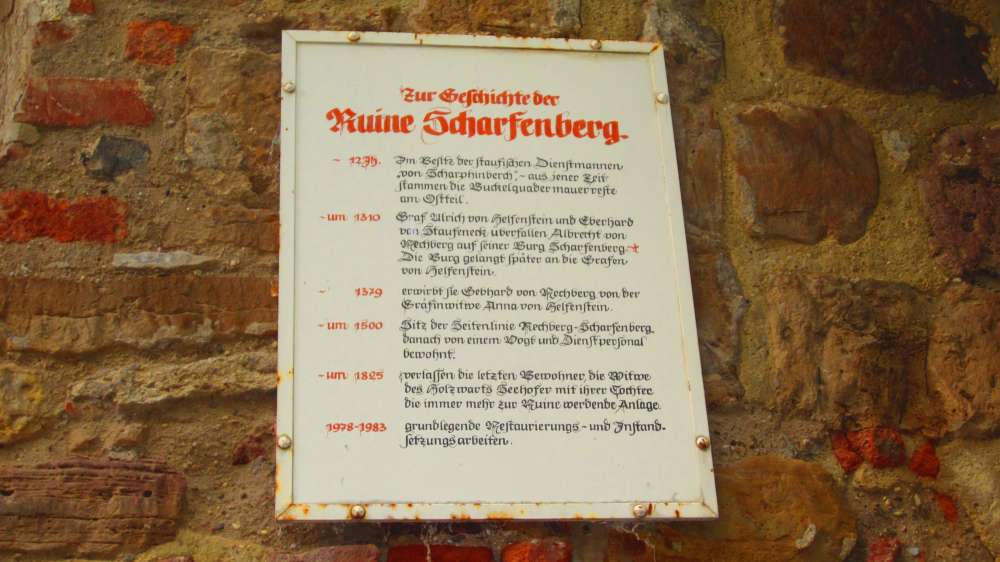 Zur Geschichte der
Ruine Scharfenberg.
- 12.Jh. Im Besitz der staufischen Dienstmannen
„von Scharphinberch". - aus jener Zeit
stammen die Buckelquadermauerreste
am Ostteil.
- um 1310 Graf Ulrich von Helfenstein und Eberhard
von Staufeneck überfallen Albrecht von
Rechberg auf seiner Burg Scharfenberg.
Die Burg gelangt später an die Grafen
von Helfenstein.
- 1379 erwirbt sie Gebhard von Rechberg von der
Gräfinwitwe Anna von Helfenstein.
- um 1500 Sitz der Seitenlinie Rechberg-Scharfenberg,
danach von einem Vogt und Dienstpersonal
bewohnt.
- um 1825 verlassen die letzten Bewohner, die Witwe
des Holzwarts Seehofer mit ihrer Tochter
die immer mehr zur Ruine werdende Anlage.
1978-1983 grundlegende Restaurierungs- und Instand-
setzungsarbeiten.